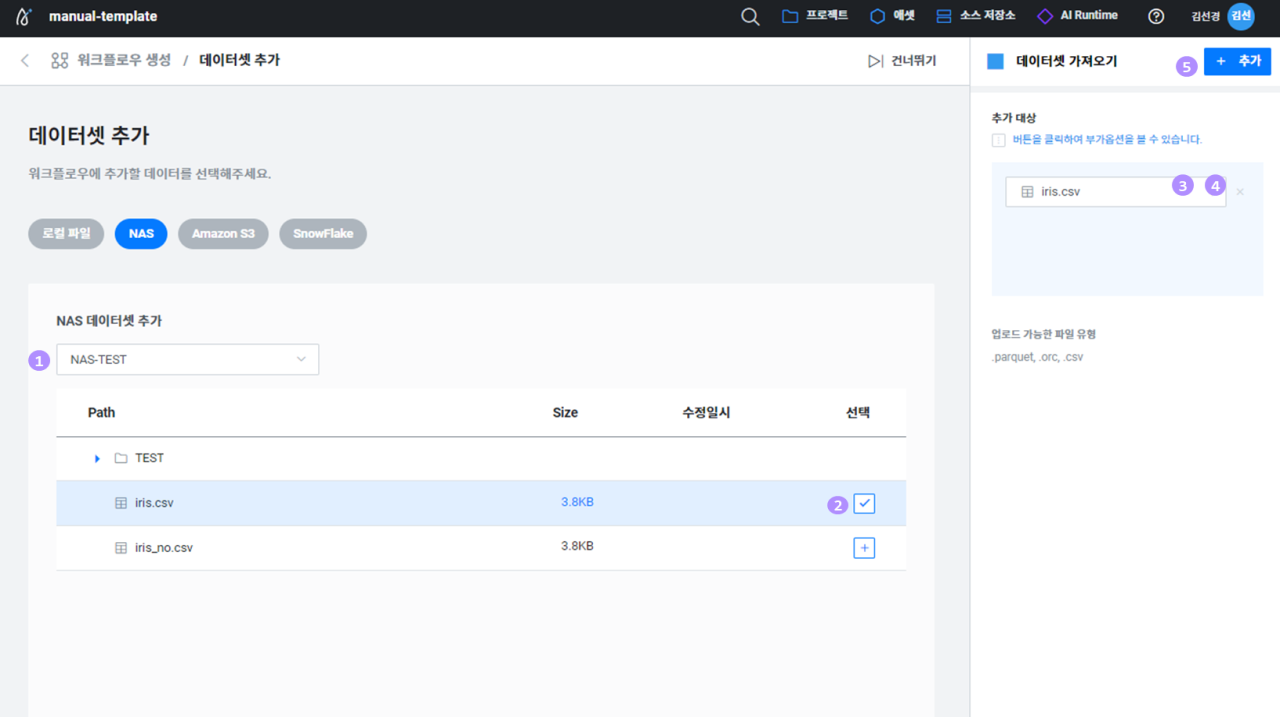 manual-template
프로젝트
애셋
소스 저장소
AI Runtime
김선경
김선
워크플로우 생성 / 데이터셋 추가
건너뛰기
데이터셋 추가
워크플로우에 추가할 데이터를 선택해주세요.
로컬 파일
NAS
Amazon S3
SnowFlake
NAS 데이터셋 추가
1
NAS-TEST
Path Size 수정일시 선택
TEST
iris.csv 3.8KB 2
iris_no.csv 3.8KB
데이터셋 가져오기
5
+ 추가
추가 대상
버튼을 클릭하여 부가옵션을 볼 수 있습니다.
iris.csv 3 4
업로드 가능한 파일 유형
.parquet, .orc, .csv